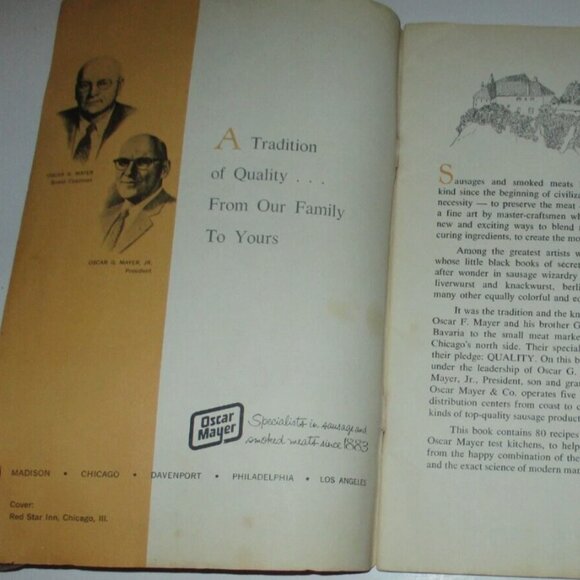 OSCAR G. MAYER
Board Chairman
OSCAR G. MAYER, JR.
President
A Tradition
of Quality . . .
From Our Family
To Yours
Oscar
Mayer
Specialists in sausage and
smoked meats since 1883
MADISON • CHICAGO • DAVENPORT • PHILADELPHIA • LOS ANGELES
Cover:
Red Star Inn, Chicago, Ill.
Sausages and smoked meats
kind since the beginning of civiliza
necessity — to preserve the meat
a fine art by master-craftsmen wh
new and exciting ways to blend
curing ingredients, to create the mo
Among the greatest artists w
whose little black books of secre
after wonder in sausage wizardry
liverwurst and knackwurst, berli
many other equally colorful and e
It was the tradition and the kn
Oscar F. Mayer and his brother G
Bavaria to the small meat marke
Chicago's north side. Their special
their pledge: QUALITY. On this b
under the leadership of Oscar G.
Mayer, Jr., President, son and gra
Oscar Mayer & Co. operates five
distribution centers from coast to c
kinds of top-quality sausage produc
This book contains 80 recipes
Oscar Mayer test kitchens, to help
from the happy combination of the
and the exact science of modern man